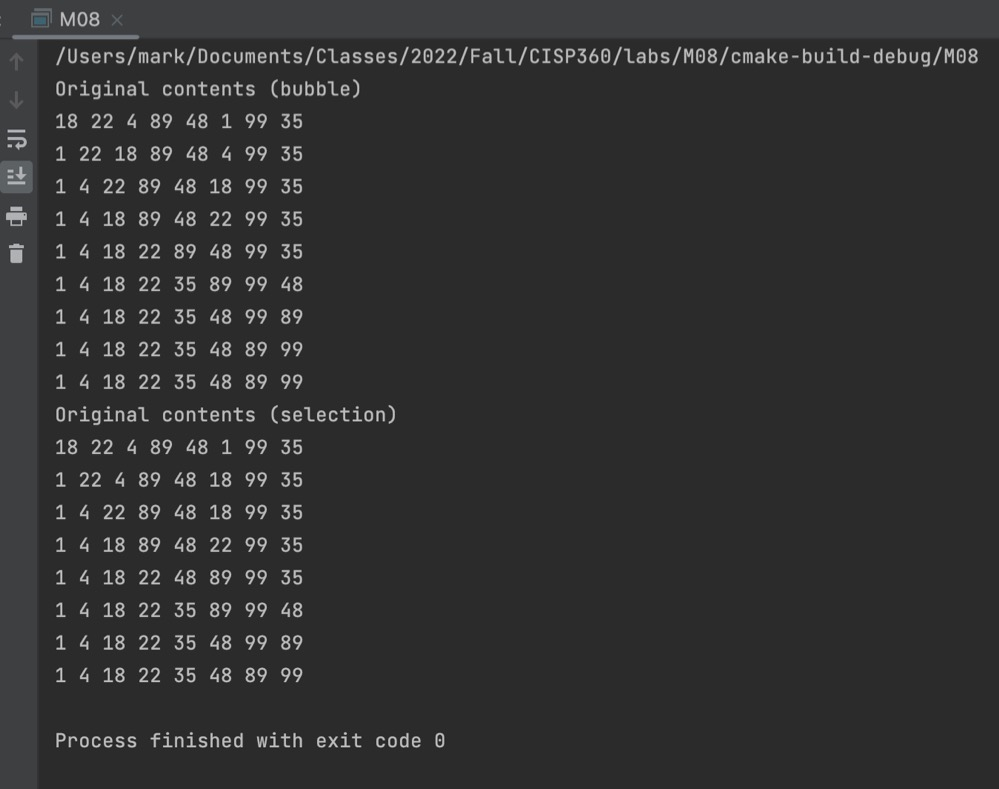 M08
/Users/mark/Documents/Classes/2022/Fall/CISP360/labs/M08/cmake-build-debug/M08
Original contents (bubble)
18 22 4 89 48 1 99 35
1 22 18 89 48 4 99 35
1 4 22 89 48 18 99 35
1 4 18 89 48 22 99 35
1 4 18 22 89 48 99 35
1 4 18 22 35 89 99 48
1 4 18 22 35 48 99 89
1 4 18 22 35 48 89 99
1 4 18 22 35 48 89 99
Original contents (selection)
18 22 4 89 48 1 99 35
1 22 4 89 48 18 99 35
1 4 22 89 48 18 99 35
1 4 18 89 48 22 99 35
1 4 18 22 48 89 99 35
1 4 18 22 35 89 99 48
1 4 18 22 35 48 99 89
1 4 18 22 35 48 89 99
Process finished with exit code 0